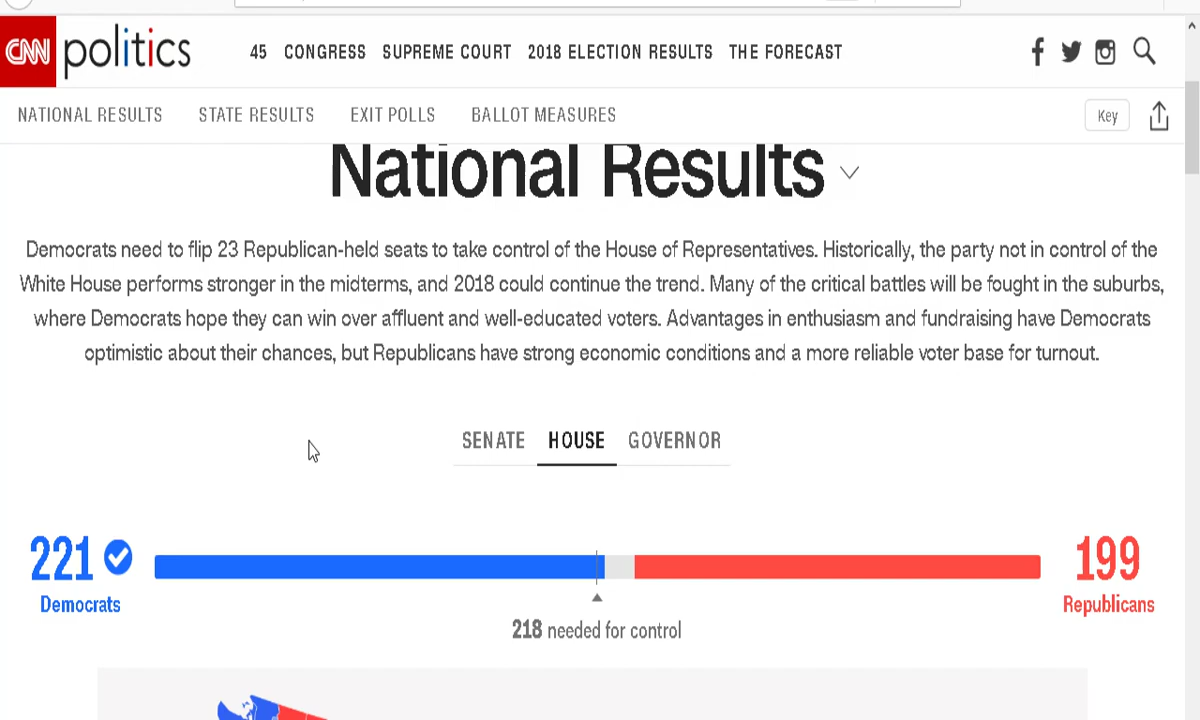 CNN politics 45 CONGRESS SUPREME COURT 2018 ELECTION RESULTS THE FORECAST
NATIONAL RESULTS STATE RESULTS EXIT POLLS BALLOT MEASURES Key
National Results
Democrats need to flip 23 Republican-held seats to take control of the House of Representatives. Historically, the party not in control of the
White House performs stronger in the midterms, and 2018 could continue the trend. Many of the critical battles will be fought in the suburbs,
where Democrats hope they can win over affluent and well-educated voters. Advantages in enthusiasm and fundraising have Democrats
optimistic about their chances, but Republicans have strong economic conditions and a more reliable voter base for turnout.
SENATE HOUSE GOVERNOR
221 199
Democrats Republicans
218 needed for control